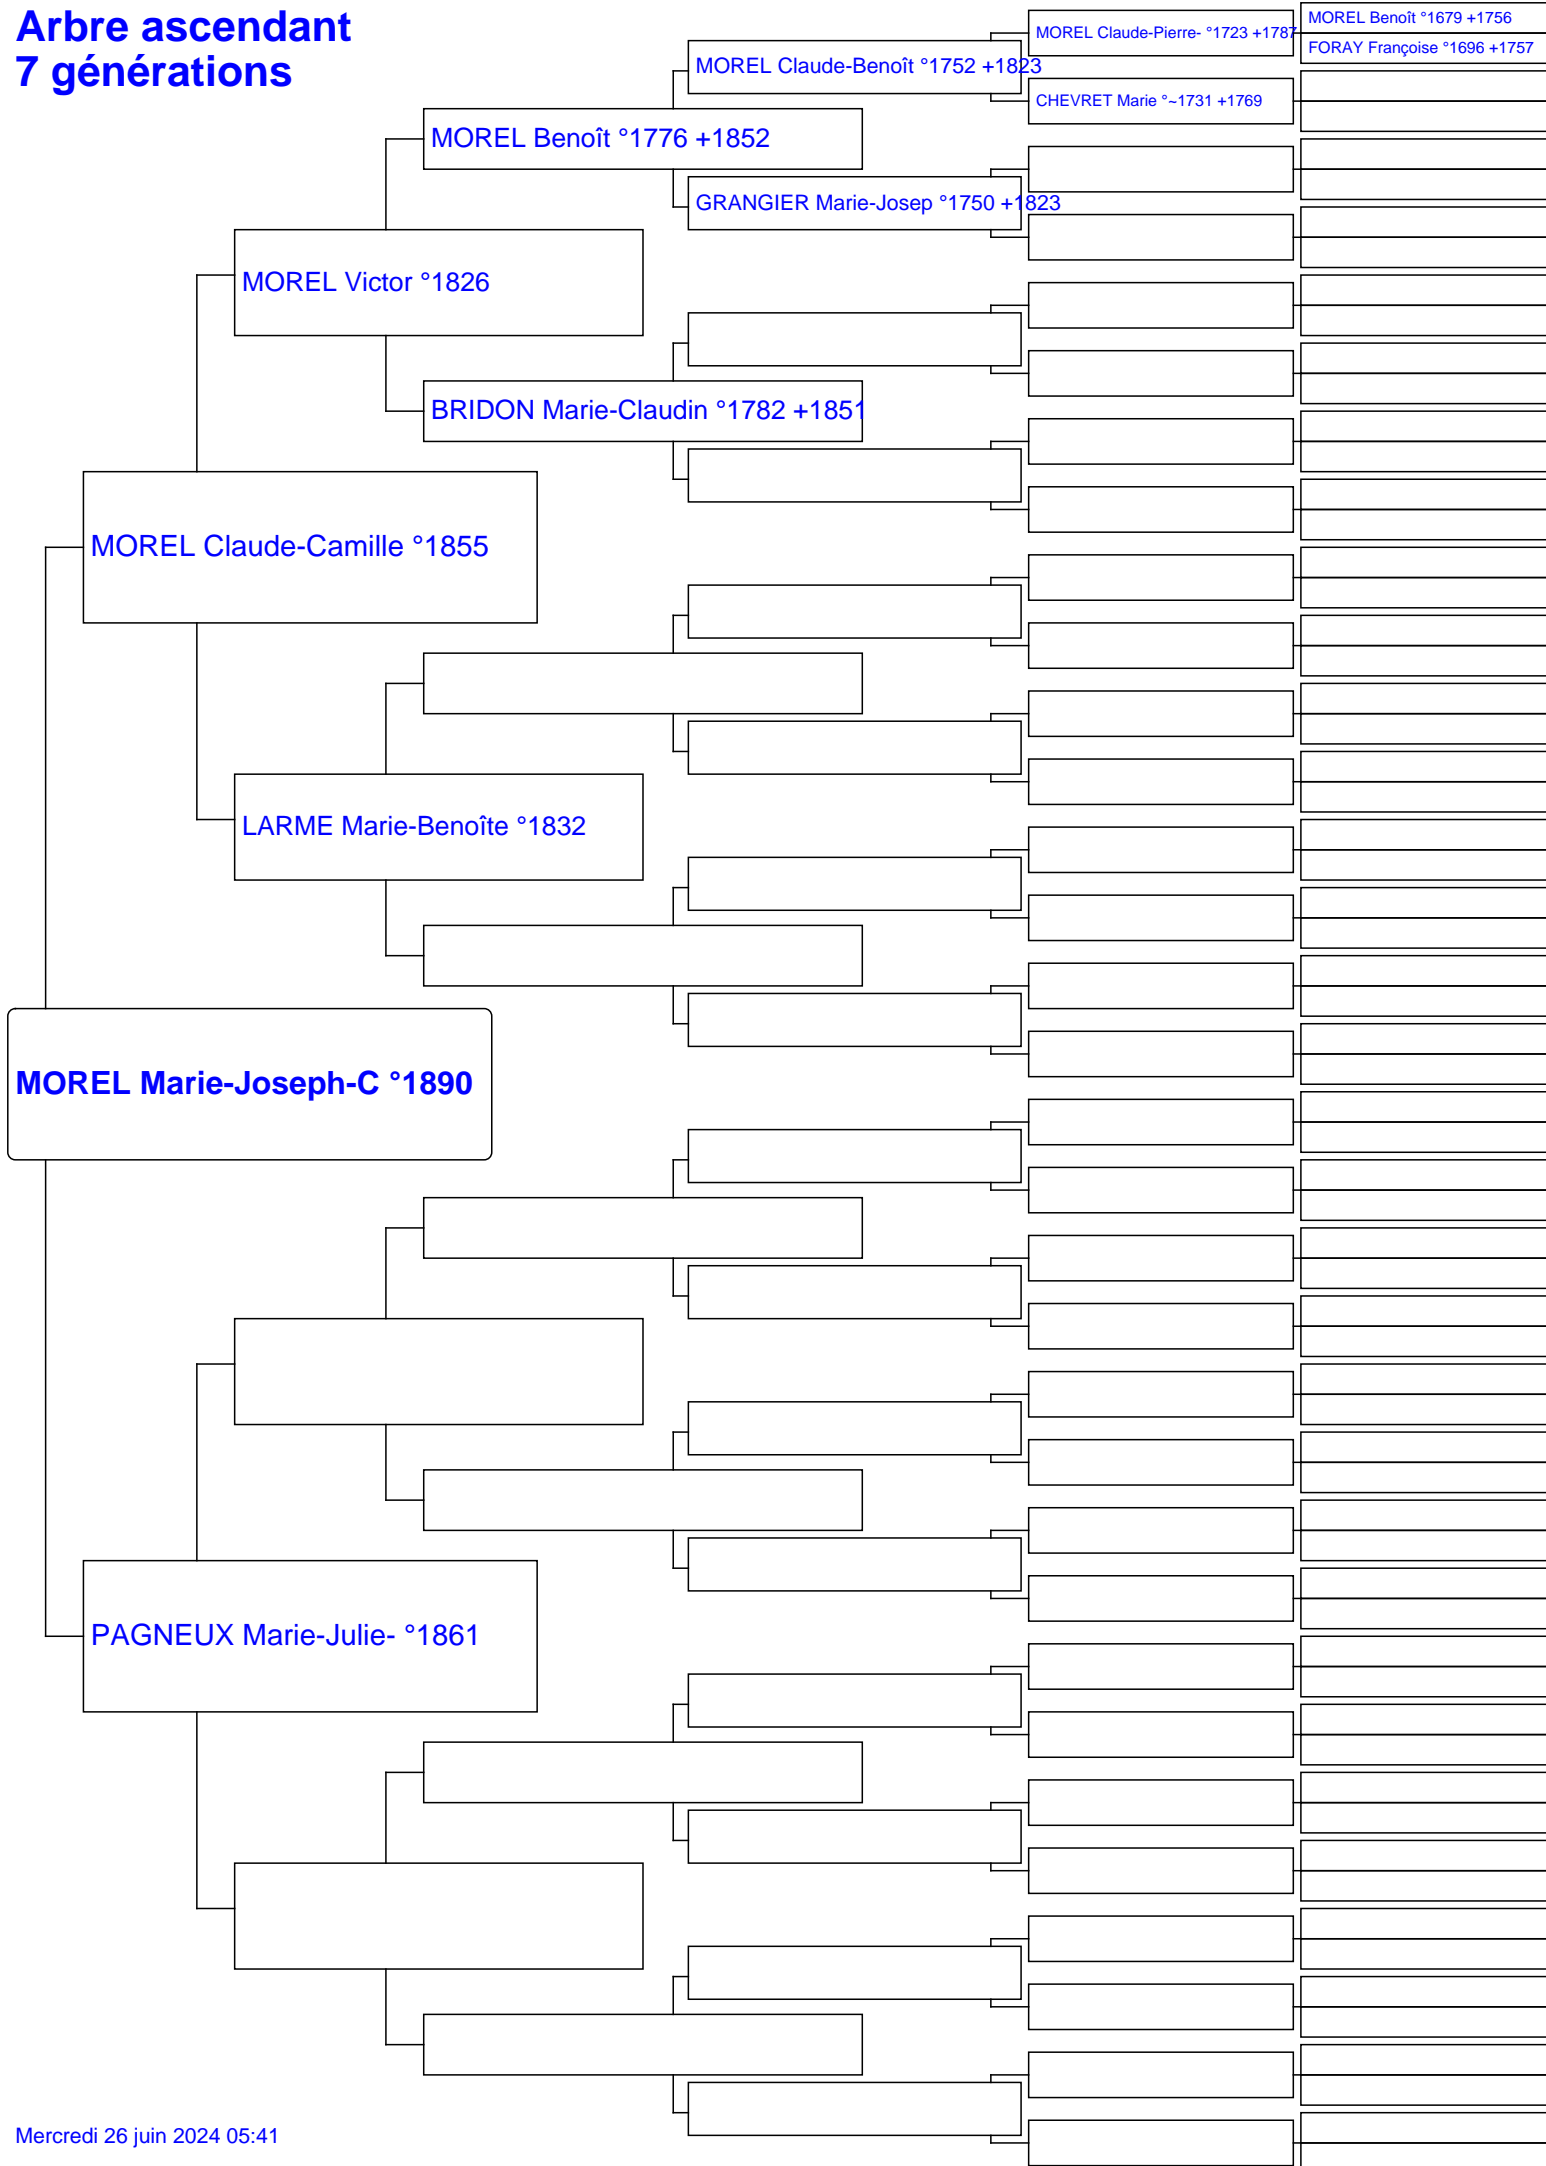 Arbre ascendant
7 générations
MOREL Benoît °1679 +1756
MOREL Claude-Pierre- °1723 +1787
FORAY Françoise °1696 +1757
MOREL Claude-Benoît °1752 +1823
CHEVRET Marie °~1731 +1769
MOREL Benoît °1776 +1852
GRANGIER Marie-Josep °1750 +1823
MOREL Victor °1826
BRIDON Marie-Claudin °1782 +1851
MOREL Claude-Camille °1855
LARME Marie-Benoîte °1832
MOREL Marie-Joseph-C °1890
PAGNEUX Marie-Julie- °1861
Mercredi 26 juin 2024 05:41